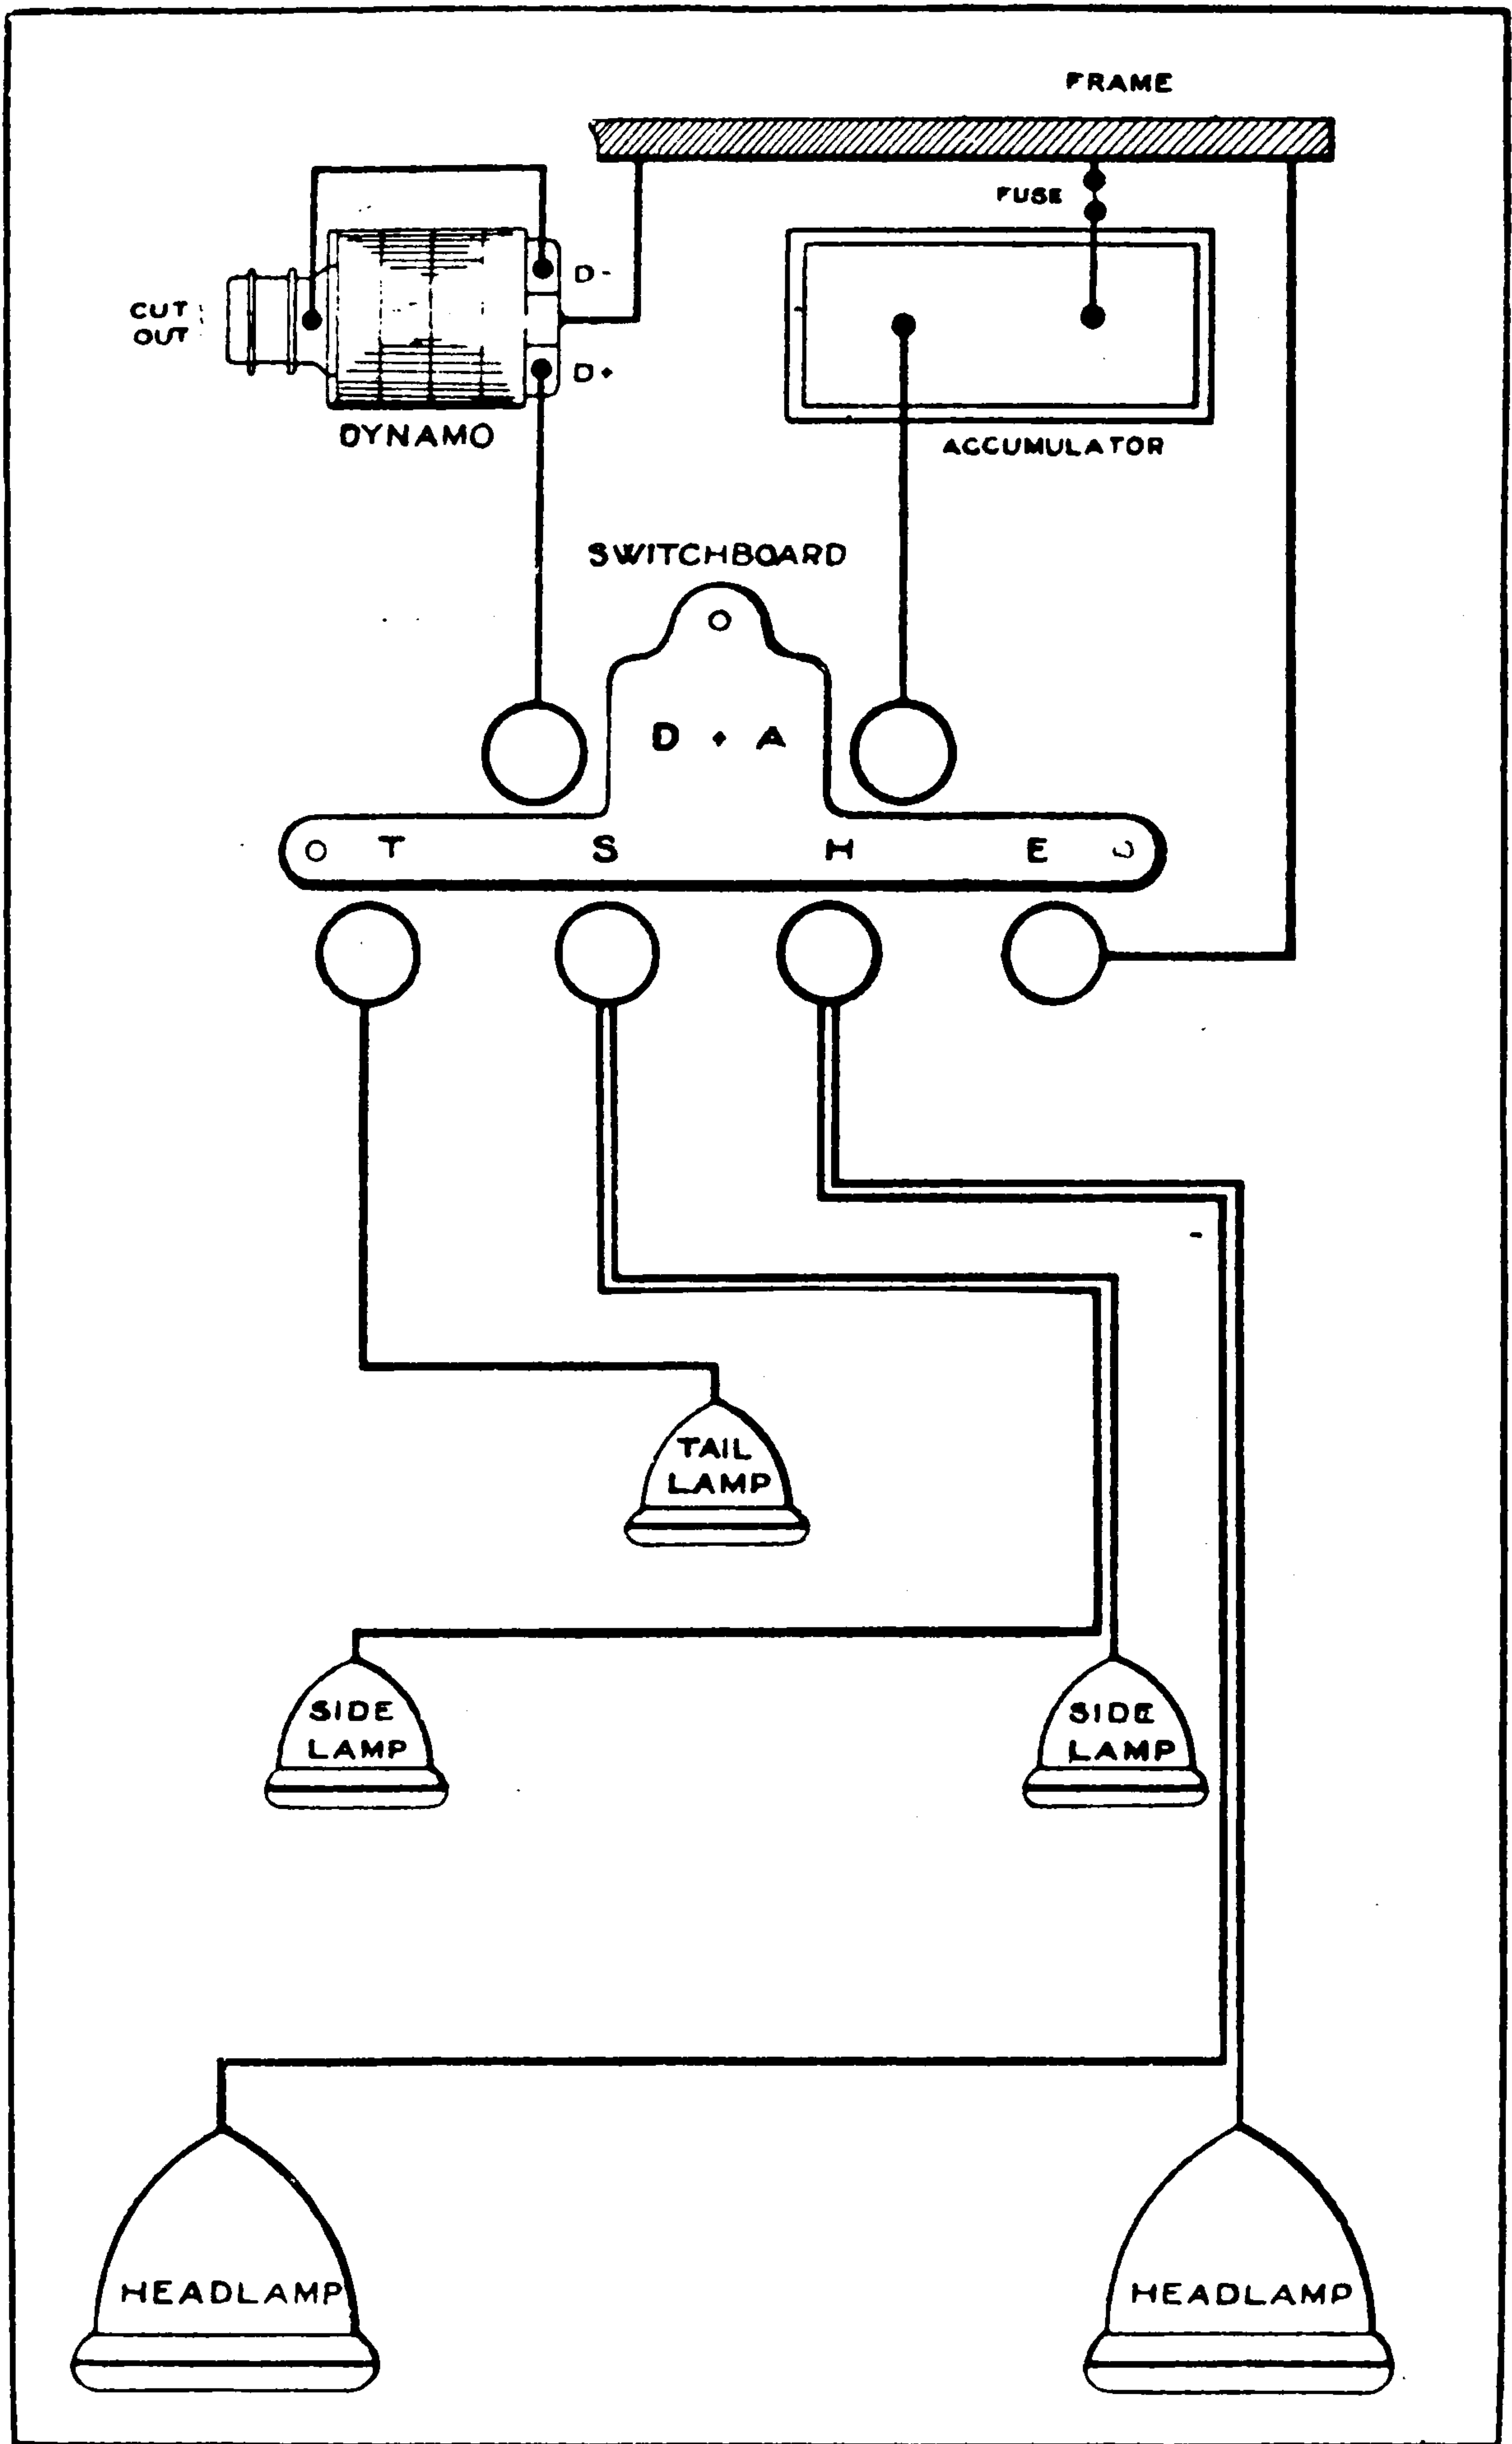 FRAME
FUSE
D -
CUT
OUT
D +
DYNAMO
ACCUMULATOR
SWITCHBOARD
D + A
T S H E
TAIL
LAMP
SIDE
LAMP
SIDE
LAMP
HEADLAMP
HEADLAMP